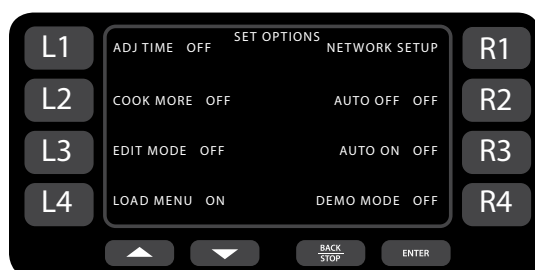 SET OPTIONS
L1 ADJ TIME OFF NETWORK SETUP R1
L2 COOK MORE OFF AUTO OFF OFF R2
L3 EDIT MODE OFF AUTO ON OFF R3
L4 LOAD MENU ON DEMO MODE OFF R4
BACK
STOP
ENTER